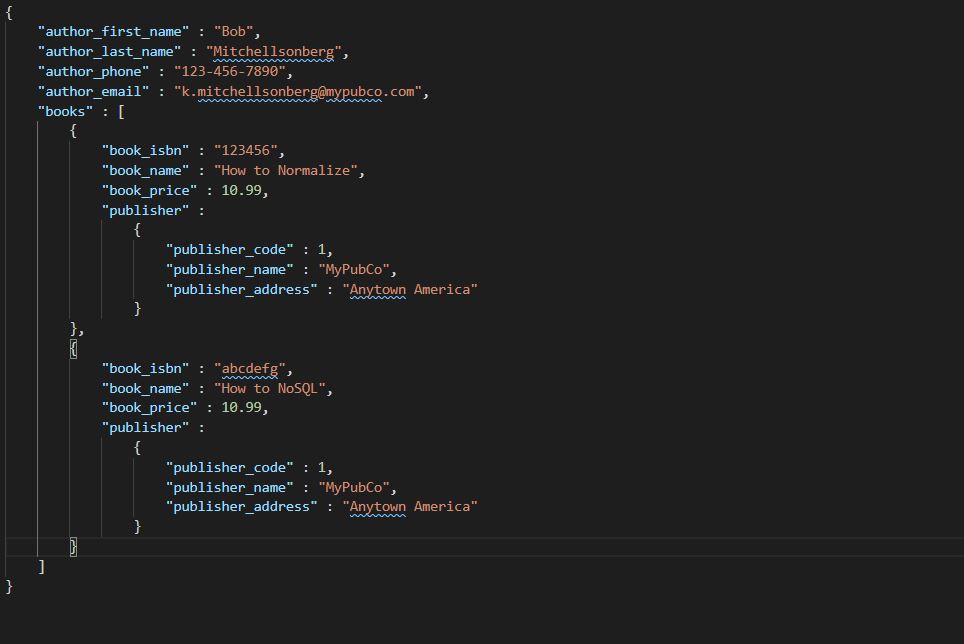 {
    "author_first_name" : "Bob",
    "author_last_name" : "Mitchellsonberg",
    "author_phone" : "123-456-7890",
    "author_email" : "k.mitchellsonberg@mypubco.com",
    "books" : [
        {
            "book_isbn" : "123456",
            "book_name" : "How to Normalize",
            "book_price" : 10.99,
            "publisher" :
                {
                    "publisher_code" : 1,
                    "publisher_name" : "MyPubCo",
                    "publisher_address" : "Anytown America"
                }
        },
        {
            "book_isbn" : "abcdefg",
            "book_name" : "How to NoSQL",
            "book_price" : 10.99,
            "publisher" :
                {
                    "publisher_code" : 1,
                    "publisher_name" : "MyPubCo",
                    "publisher_address" : "Anytown America"
                }
        }
    ]
}